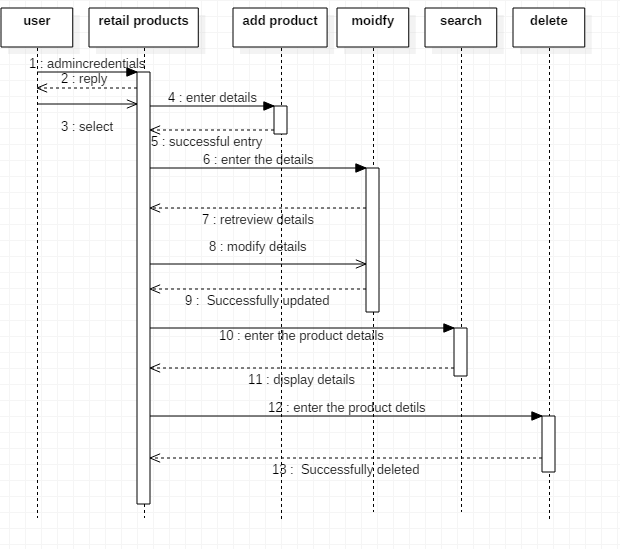 user
retail products
add product
moidfy
search
delete
1 : admincredentials
2 : reply
3 : select
4 : enter details
5 : successful entry
6 : enter the details
7 : retreview details
8 : modify details
9 : Successfully updated
10 : enter the product details
11 : display details
12 : enter the product detils
13 : Successfully deleted